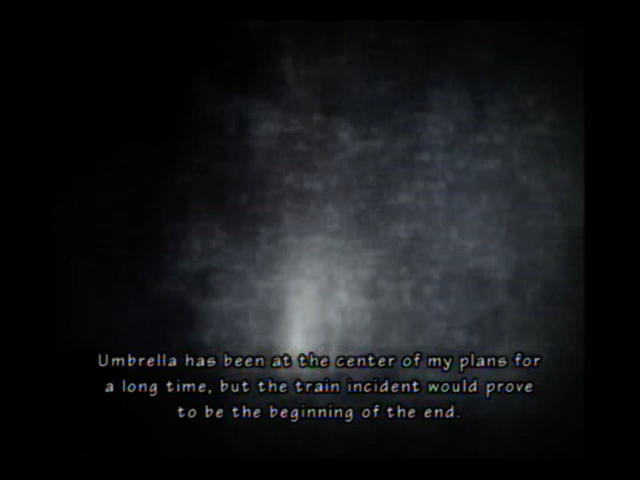 Umbrella has been at the center of my plans for
a long time, but the train incident would prove
to be the beginning of the end.